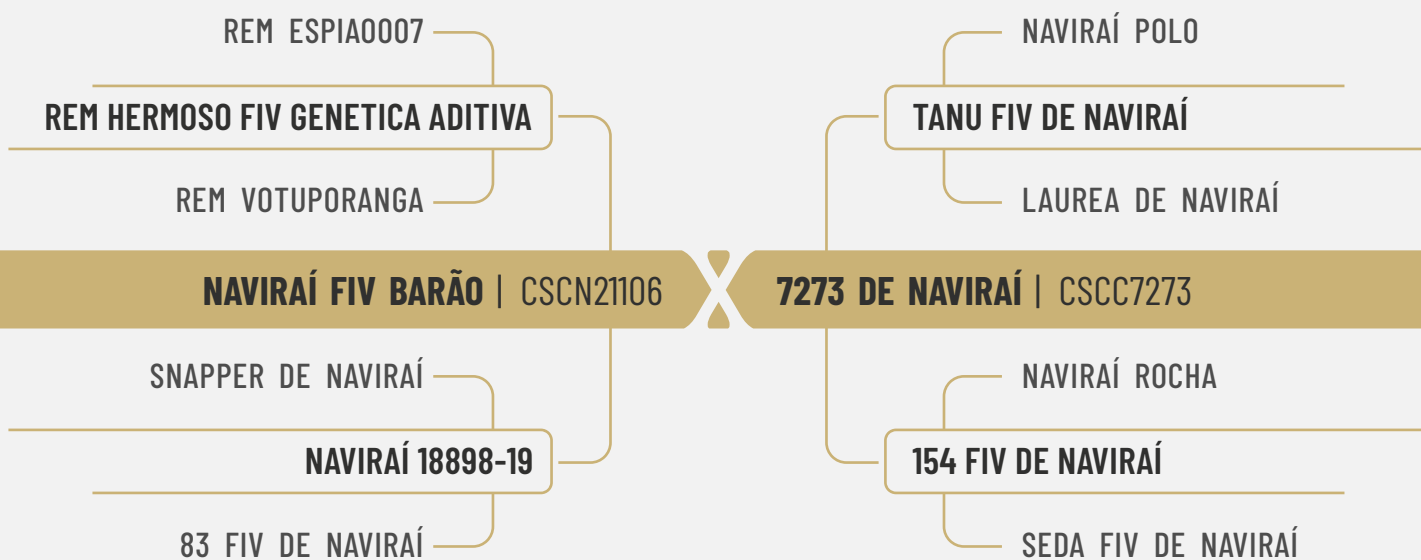 REM ESPIA0007
NAVIRAÍ POLO
REM HERMOSO FIV GENETICA ADITIVA
TANU FIV DE NAVIRAÍ
REM VOTUPORANGA
LAUREA DE NAVIRAÍ
NAVIRAÍ FIV BARÃO | CSCN21106
7273 DE NAVIRAÍ | CSCC7273
SNAPPER DE NAVIRAÍ
NAVIRAÍ ROCHA
NAVIRAÍ 18898-19
154 FIV DE NAVIRAÍ
83 FIV DE NAVIRAÍ
SEDA FIV DE NAVIRAÍ